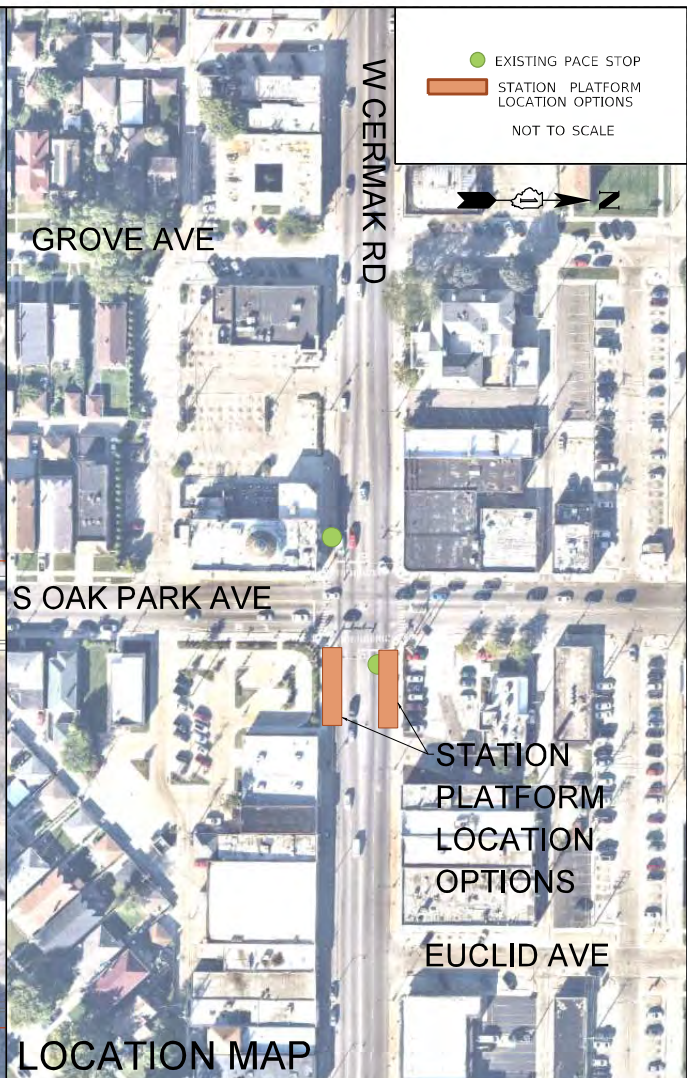 EXISTING PACE STOP
STATION PLATFORM
LOCATION OPTIONS
NOT TO SCALE
N
W CERMAK RD
GROVE AVE
S OAK PARK AVE
STATION
PLATFORM
LOCATION
OPTIONS
EUCLID AVE
LOCATION MAP